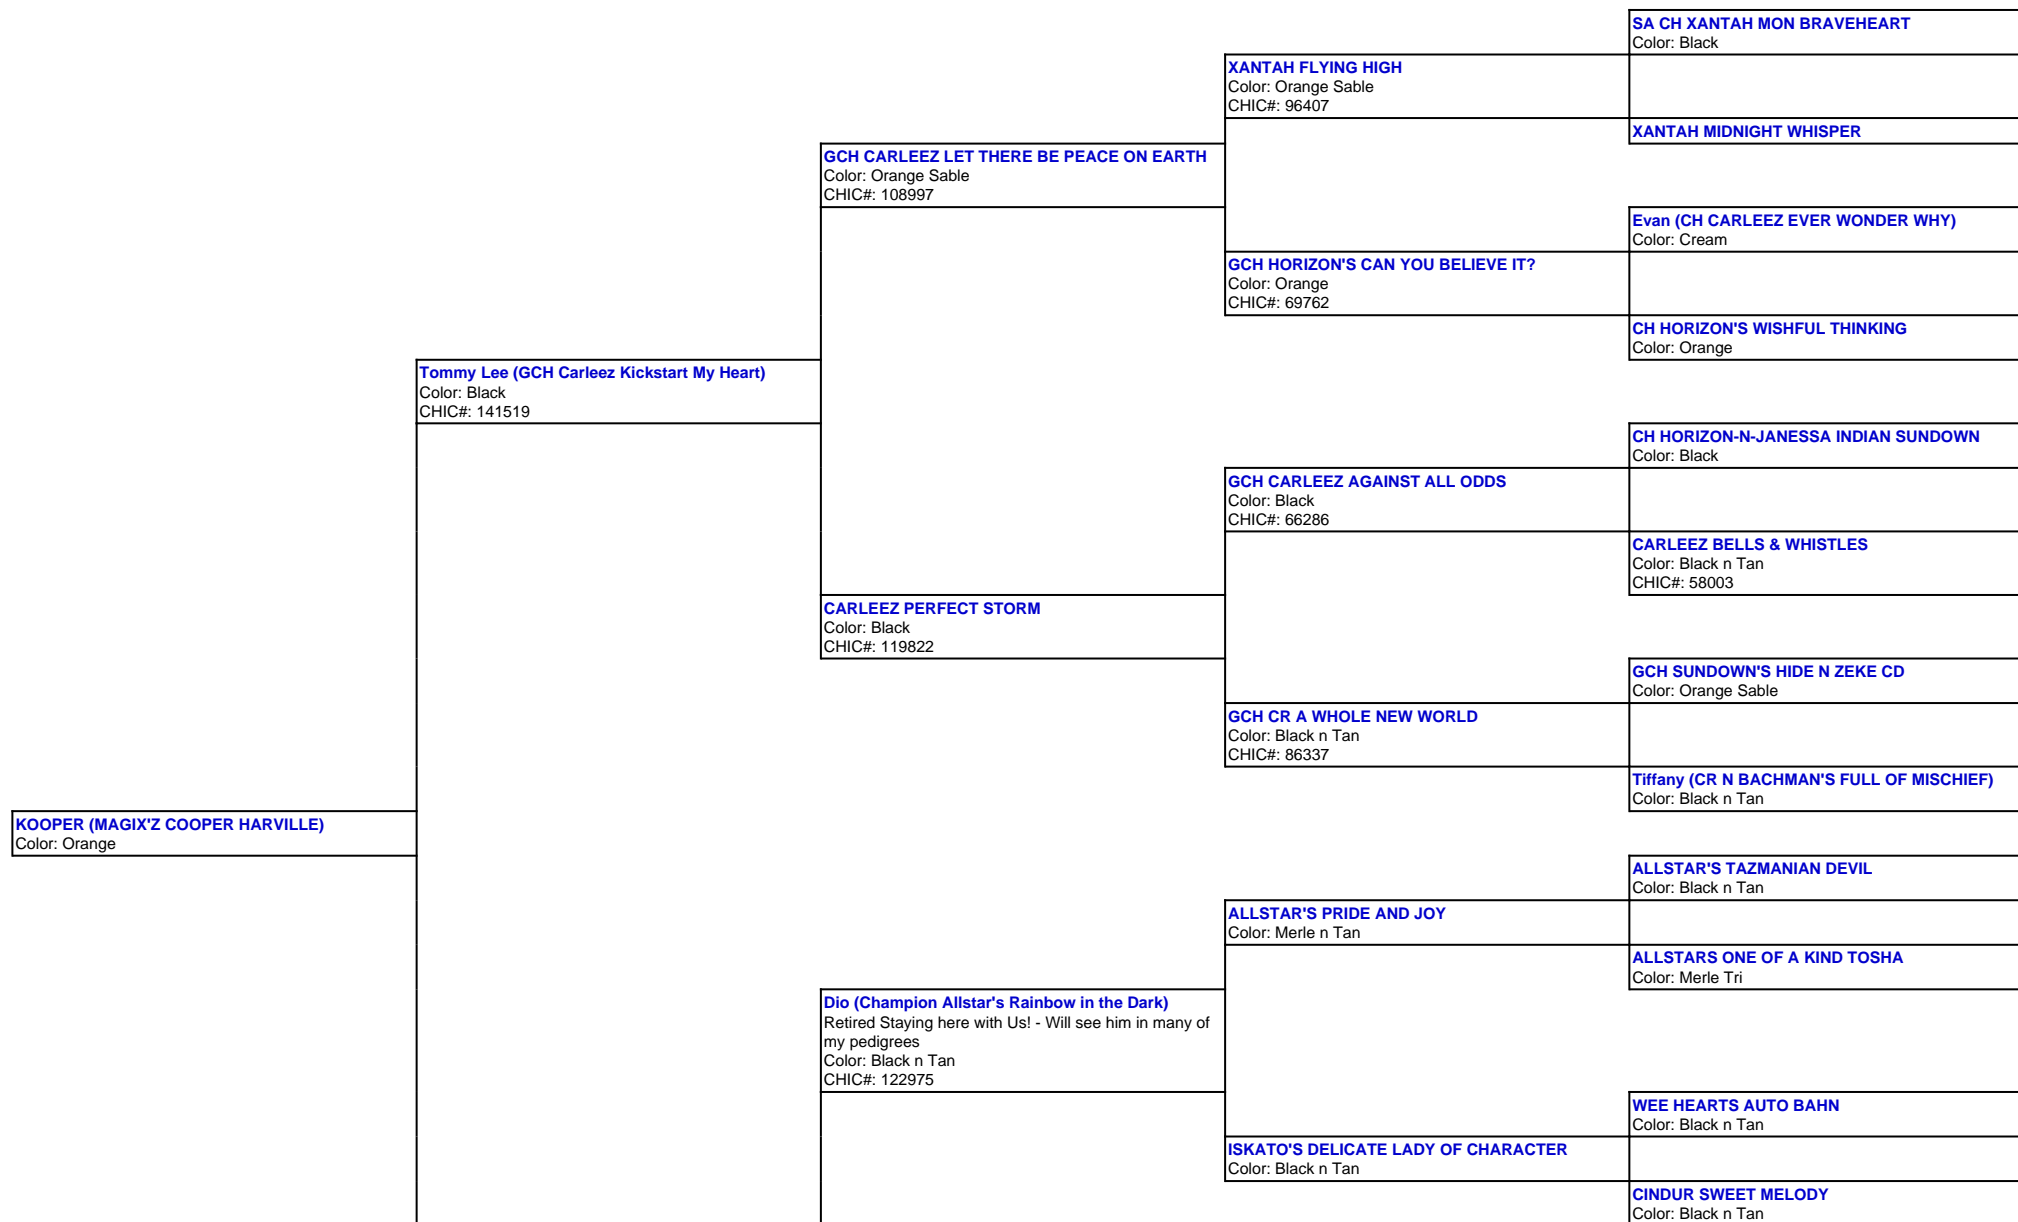 SA CH XANTAH MON BRAVEHEART
Color: Black
XANTAH FLYING HIGH
Color: Orange Sable
CHIC#: 96407
XANTAH MIDNIGHT WHISPER
GCH CARLEEZ LET THERE BE PEACE ON EARTH
Color: Orange Sable
CHIC#: 108997
Evan (CH CARLEEZ EVER WONDER WHY)
Color: Cream
GCH HORIZON'S CAN YOU BELIEVE IT?
Color: Orange
CHIC#: 69762
CH HORIZON'S WISHFUL THINKING
Color: Orange
Tommy Lee (GCH Carleez Kickstart My Heart)
Color: Black
CHIC#: 141519
CH HORIZON-N-JANESSA INDIAN SUNDOWN
Color: Black
GCH CARLEEZ AGAINST ALL ODDS
Color: Black
CHIC#: 66286
CARLEEZ BELLS & WHISTLES
Color: Black n Tan
CHIC#: 58003
CARLEEZ PERFECT STORM
Color: Black
CHIC#: 119822
GCH SUNDOWN'S HIDE N ZEKE CD
Color: Orange Sable
GCH CR A WHOLE NEW WORLD
Color: Black n Tan
CHIC#: 86337
Tiffany (CR N BACHMAN'S FULL OF MISCHIEF)
Color: Black n Tan
KOOPER (MAGIX'Z COOPER HARVILLE)
Color: Orange
ALLSTAR'S TAZMANIAN DEVIL
Color: Black n Tan
ALLSTAR'S PRIDE AND JOY
Color: Merle n Tan
ALLSTARS ONE OF A KIND TOSHA
Color: Merle Tri
Dio (Champion Allstar's Rainbow in the Dark)
Retired Staying here with Us! - Will see him in many of
my pedigrees
Color: Black n Tan
CHIC#: 122975
WEE HEARTS AUTO BAHN
Color: Black n Tan
ISKATO'S DELICATE LADY OF CHARACTER
Color: Black n Tan
CINDUR SWEET MELODY
Color: Black n Tan